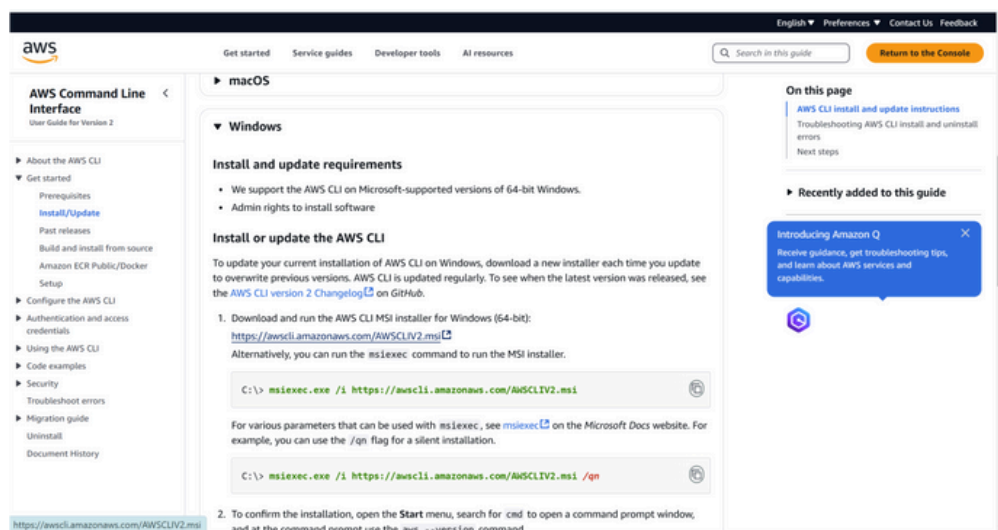 English ▼ Preferences ▼ Contact Us Feedback
aws
Get started Service guides Developer tools AI resources
Search in this guide
Return to the Console
AWS Command Line
Interface
User Guide for Version 2
▶ About the AWS CLI
▼ Get started
Prerequisites
Install/Update
Past releases
Build and install from source
Amazon ECR Public/Docker
Setup
▶ Configure the AWS CLI
▶ Authentication and access
credentials
▶ Using the AWS CLI
▶ Code examples
▶ Security
Troubleshoot errors
▶ Migration guide
Uninstall
Document History
▶ macOS
▼ Windows
Install and update requirements
• We support the AWS CLI on Microsoft-supported versions of 64-bit Windows.
• Admin rights to install software
Install or update the AWS CLI
To update your current installation of AWS CLI on Windows, download a new installer each time you update
to overwrite previous versions. AWS CLI is updated regularly. To see when the latest version was released, see
the AWS CLI version 2 Changelog on GitHub.
1. Download and run the AWS CLI MSI installer for Windows (64-bit):
https://awscli.amazonaws.com/AWSCLIV2.msi
Alternatively, you can run the msiexec command to run the MSI installer.
C:\> msiexec.exe /i https://awscli.amazonaws.com/AWSCLIV2.msi
For various parameters that can be used with msiexec, see msiexec on the Microsoft Docs website. For
example, you can use the /qn flag for a silent installation.
C:\> msiexec.exe /i https://awscli.amazonaws.com/AWSCLIV2.msi /qn
2. To confirm the installation, open the Start menu, search for cmd to open a command prompt window,
and at the command prompt use the aws --version command.
On this page
AWS CLI install and update instructions
Troubleshooting AWS CLI install and uninstall
errors
Next steps
▶ Recently added to this guide
Introducing Amazon Q
Receive guidance, get troubleshooting tips,
and learn about AWS services and
capabilities.
https://awscli.amazonaws.com/AWSCLIV2.msi